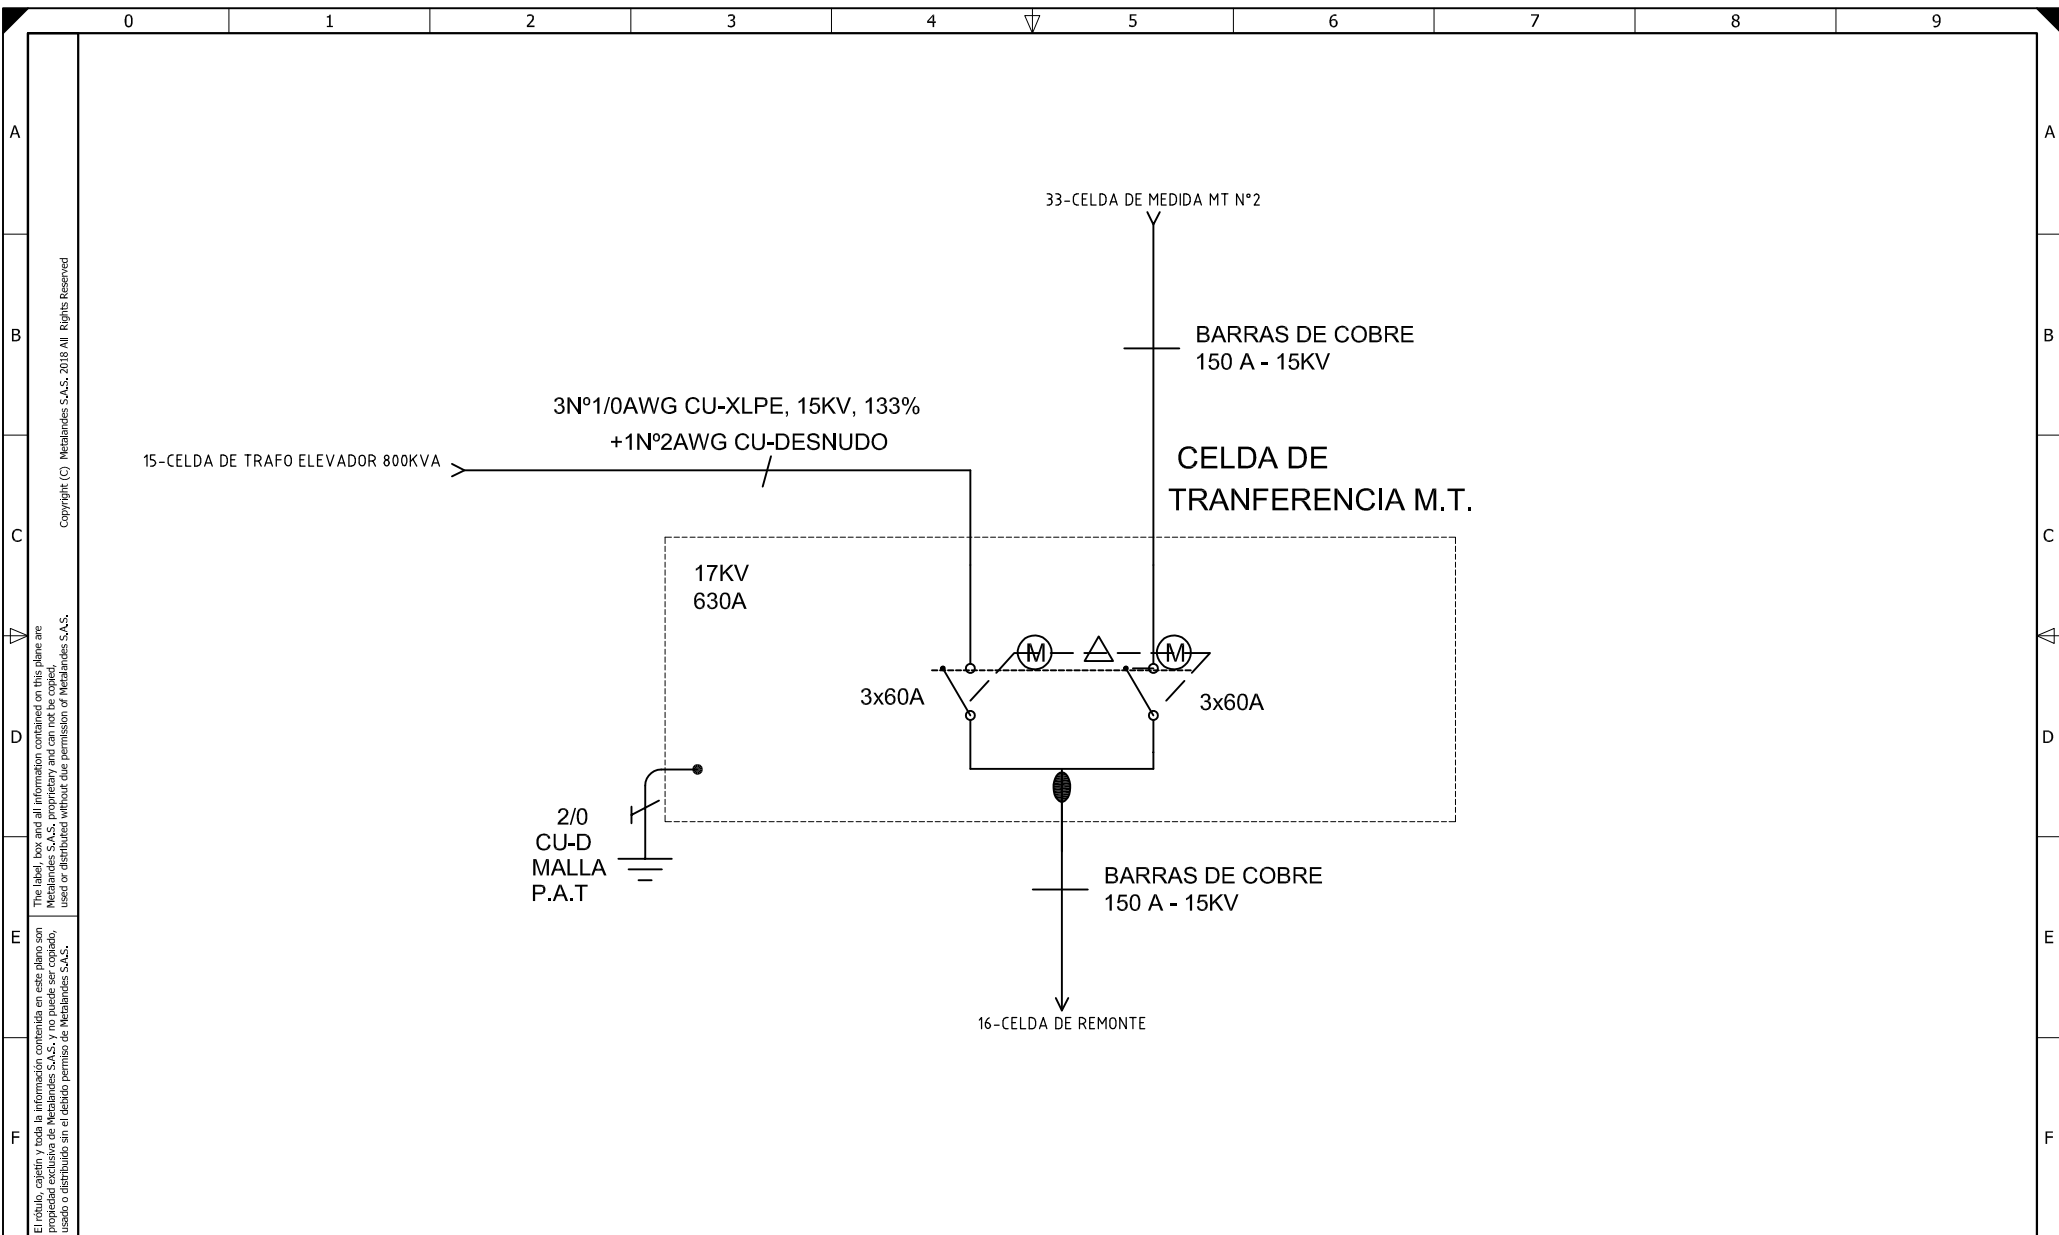 0 1 2 3 4 5 6 7 8 9
A A
33-CELDA DE MEDIDA MT N°2
B B
BARRAS DE COBRE
150 A - 15KV
3Nº1/0AWG CU-XLPE, 15KV, 133%
+1Nº2AWG CU-DESNUDO
15-CELDA DE TRAFO ELEVADOR 800KVA
CELDA DE
TRANFERENCIA M.T.
C C
17KV
630A
M M
3x60A 3x60A
D D
2/0
CU-D
MALLA
P.A.T
BARRAS DE COBRE
150 A - 15KV
E E
16-CELDA DE REMONTE
F F
Copyright (C) Metalandes S.A.S. 2018 All Rights Reserved
The label, box and all information contained on this plane are
Metalandes S.A.S. proprietary and can not be copied,
used or distributed without due permission of Metalandes S.A.S.
El rótulo, cajetín y toda la información contenida en este plano son
propiedad exclusiva de Metalandes S.A.S. y no puede ser copiado,
usado o distribuido sin el debido permiso de Metalandes S.A.S.